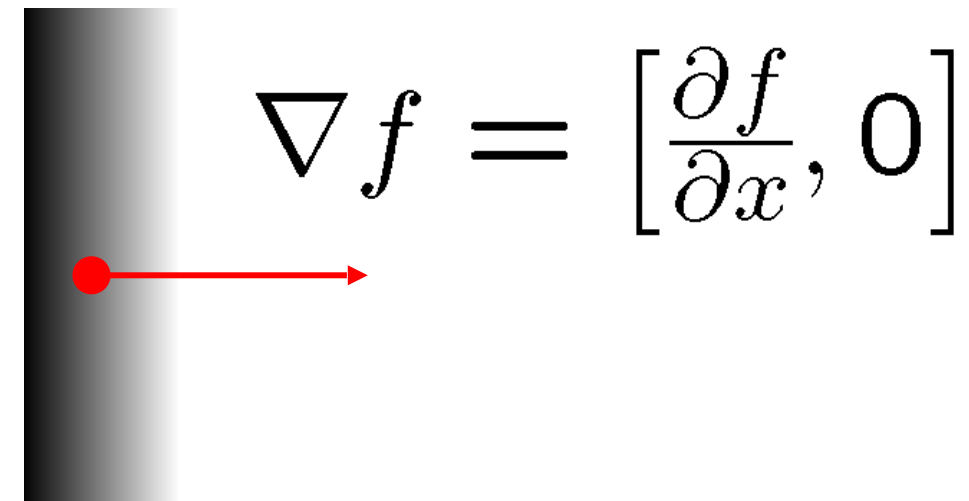 ∇f = [∂f/∂x, 0]